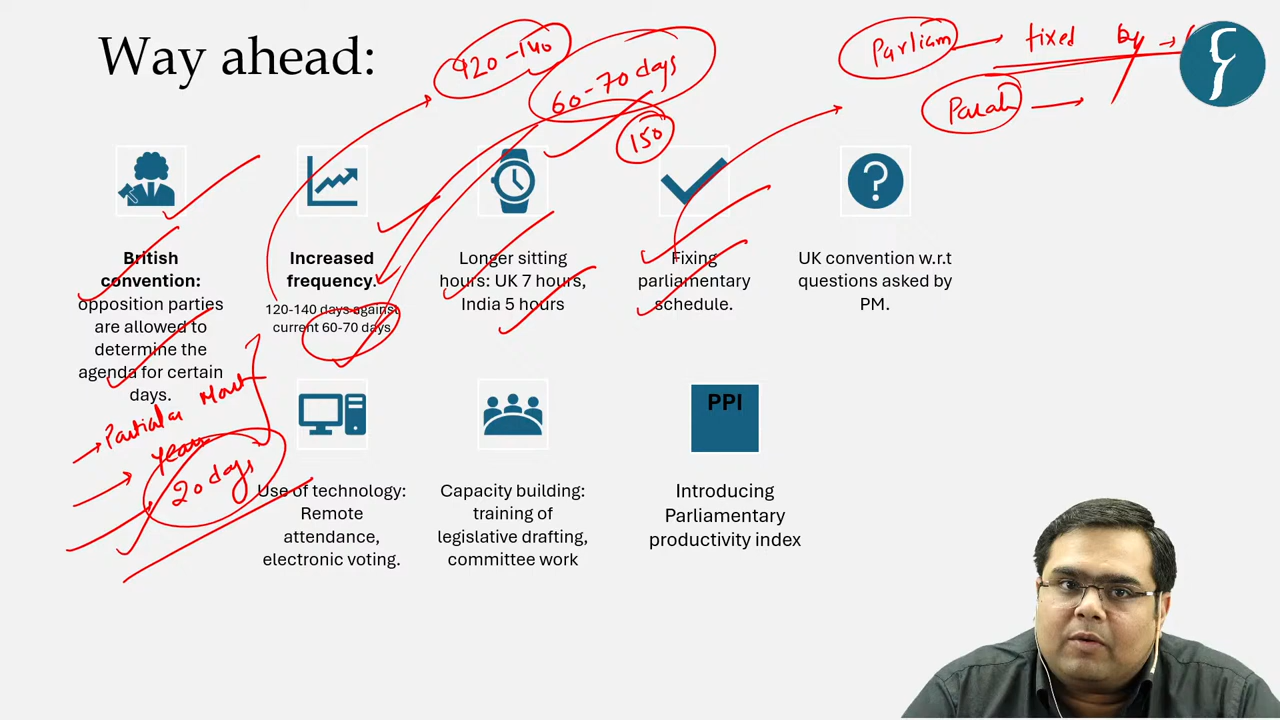 Way ahead:
120-140
60-70 days
150
Parliam → fixed by →
British
convention:
opposition parties
are allowed to
determine the
agenda for certain
days.
Increased
frequency.
120-140 days against
current 60-70 days
Longer sitting
hours: UK 7 hours,
India 5 hours
Fixing
parliamentary
schedule.
UK convention w.r.t
questions asked by
PM.
→ Particular
→ year
20 days
Use of technology:
Remote
attendance,
electronic voting.
Capacity building:
training of
legislative drafting,
committee work
PPI
Introducing
Parliamentary
productivity index